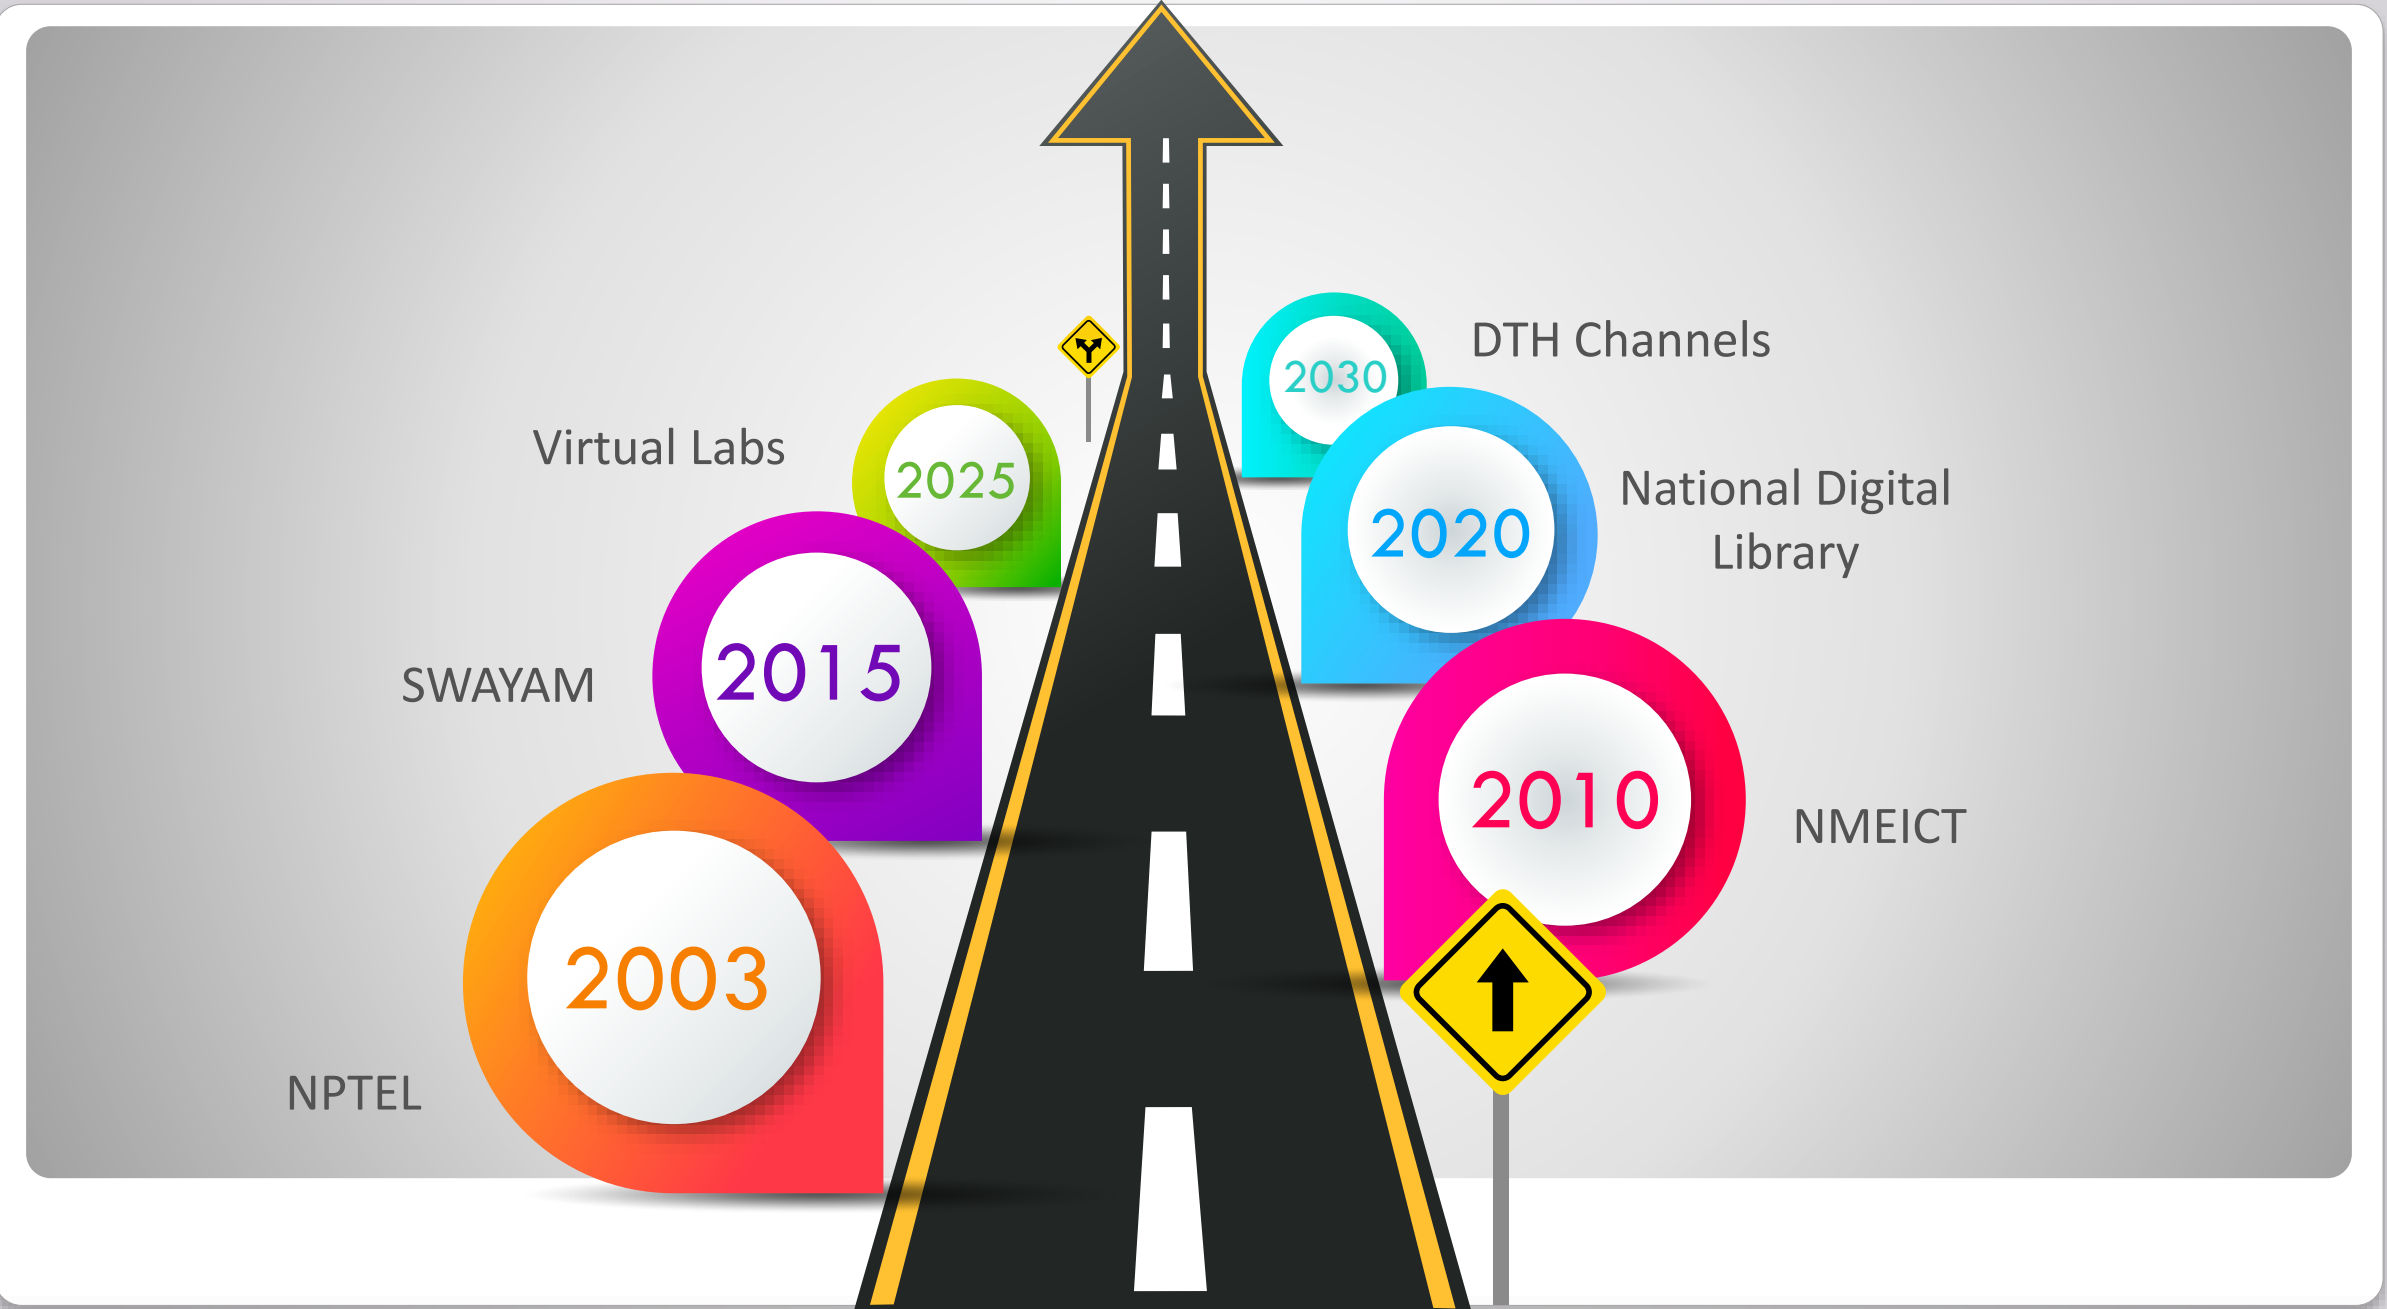 2030
DTH Channels
Virtual Labs
2025
2020
National Digital
Library
SWAYAM
2015
2010
NMEICT
2003
NPTEL